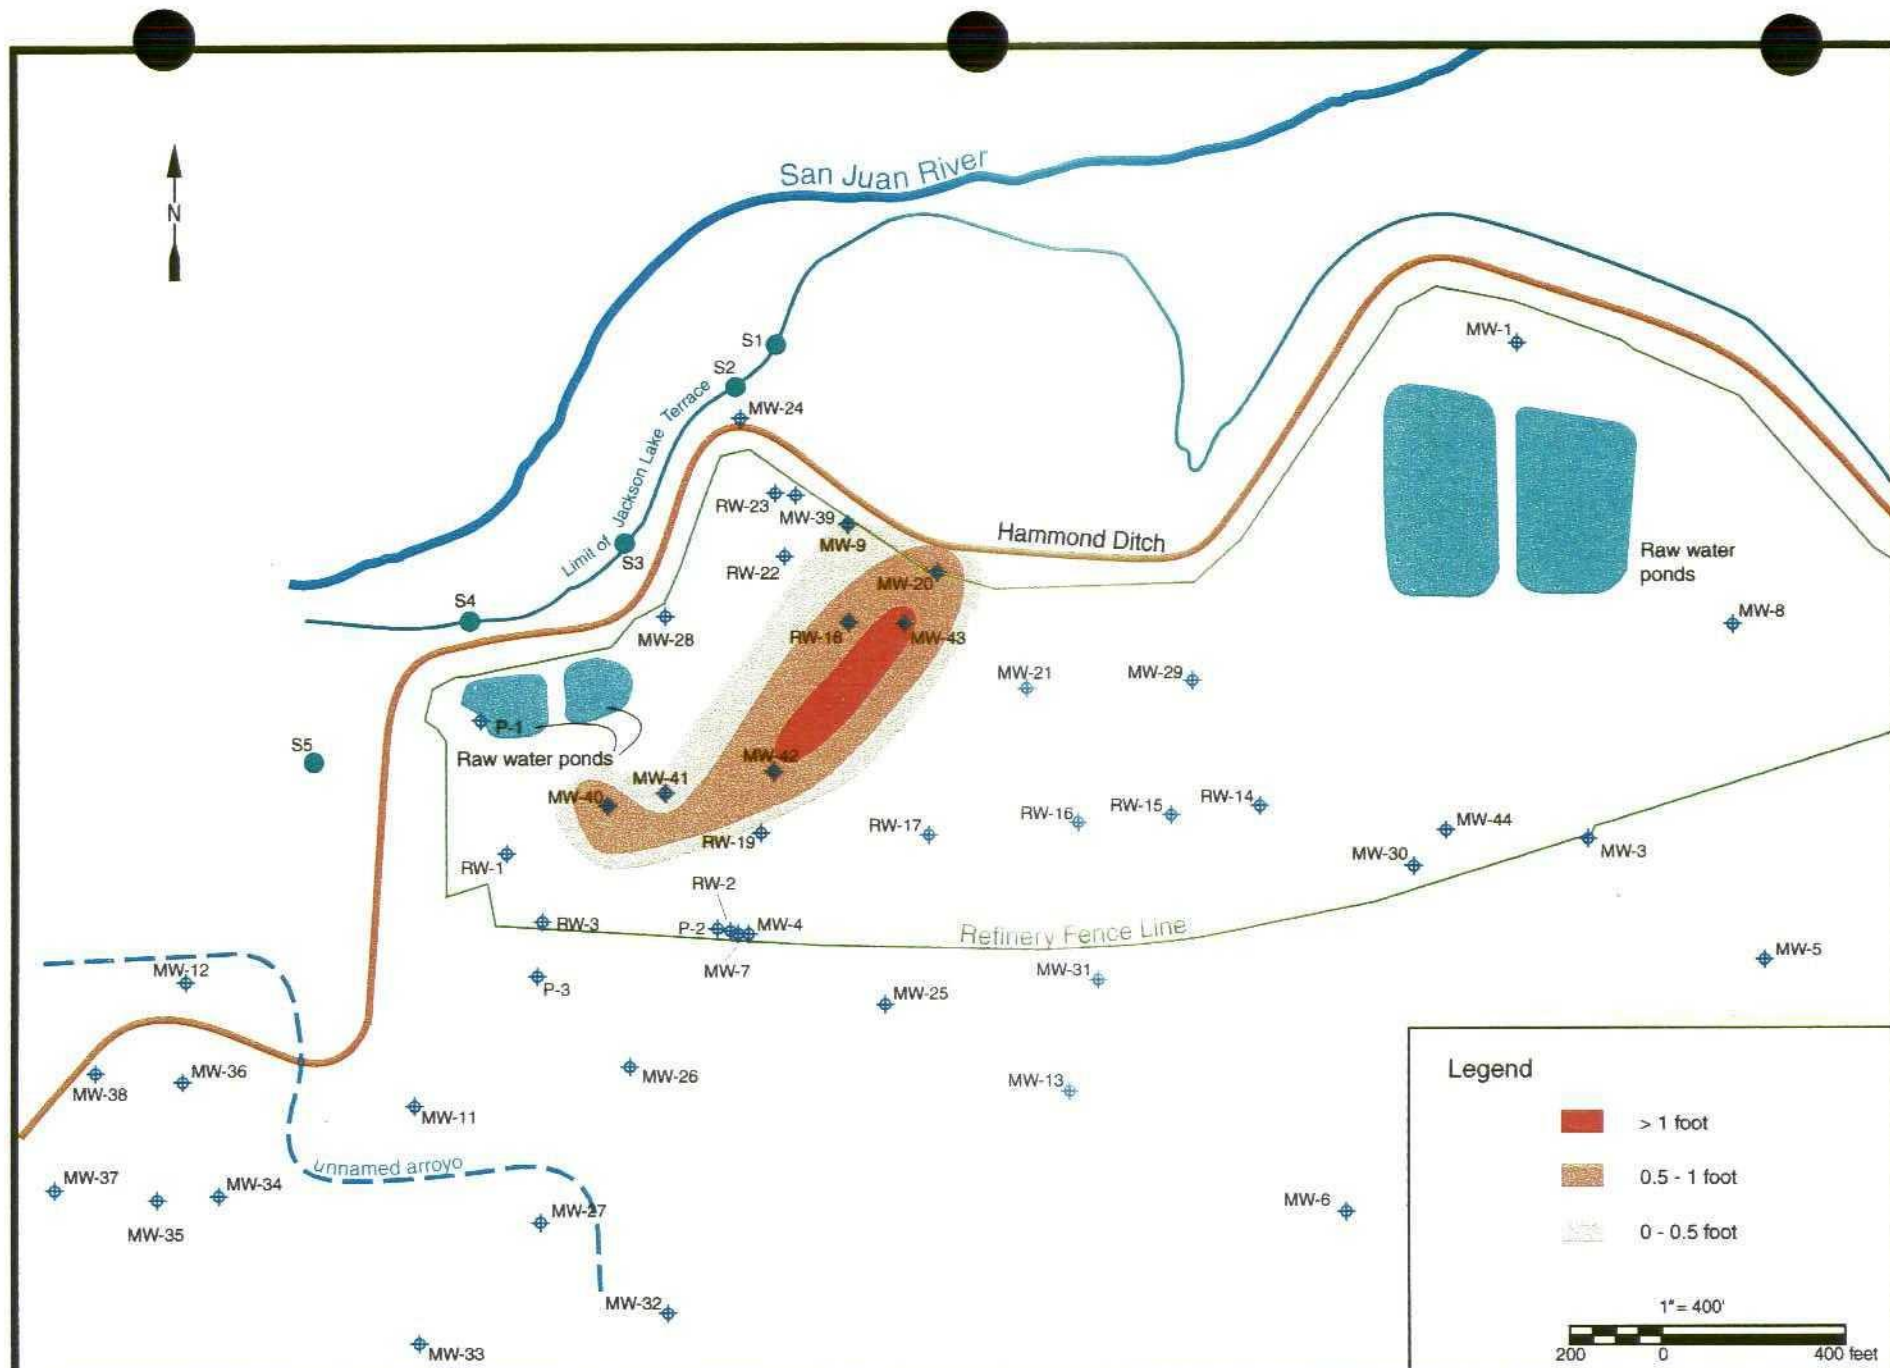 San Juan River
N
MW-1
S1
S2
MW-24
Limit of Jackson Lake Terrace
RW-23
MW-39
MW-9
Hammond Ditch
S3
RW-22
MW-20
Raw water
ponds
S4
MW-28
RW-18
MW-43
MW-8
MW-21
MW-29
P-1
S5
Raw water ponds
MW-42
MW-41
MW-40
RW-19
RW-17
RW-16
RW-15
RW-14
MW-44
MW-30
MW-3
RW-1
RW-2
RW-3
P-2
MW-4
Refinery Fence Line
MW-7
MW-12
P-3
MW-31
MW-5
MW-25
MW-38
MW-36
MW-26
MW-13
MW-11
unnamed arroyo
MW-37
MW-34
MW-35
MW-27
MW-6
MW-32
MW-33
Legend
> 1 foot
0.5 - 1 foot
0 - 0.5 foot
1" = 400'
200 0 400 feet